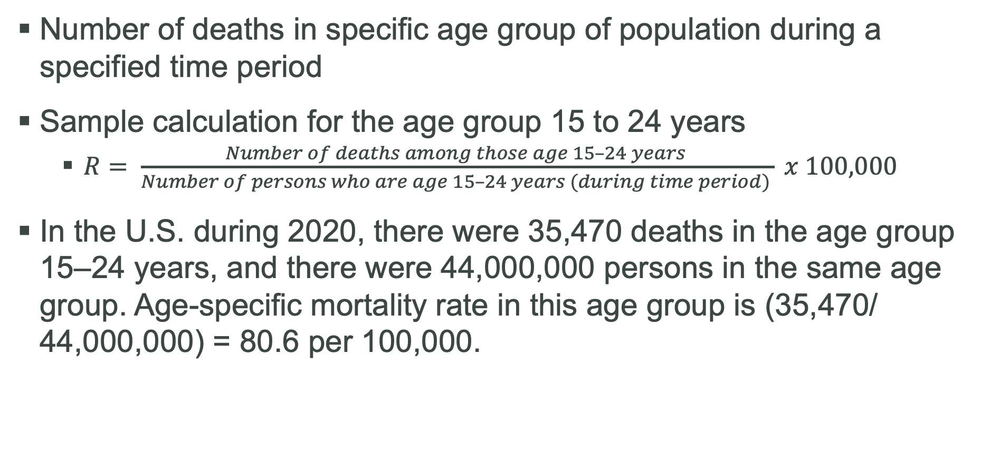 ▪ Number of deaths in specific age group of population during a
specified time period
▪ Sample calculation for the age group 15 to 24 years
▪ R = Number of deaths among those age 15–24 years / Number of persons who are age 15–24 years (during time period) x 100,000
▪ In the U.S. during 2020, there were 35,470 deaths in the age group
15–24 years, and there were 44,000,000 persons in the same age
group. Age-specific mortality rate in this age group is (35,470/
44,000,000) = 80.6 per 100,000.